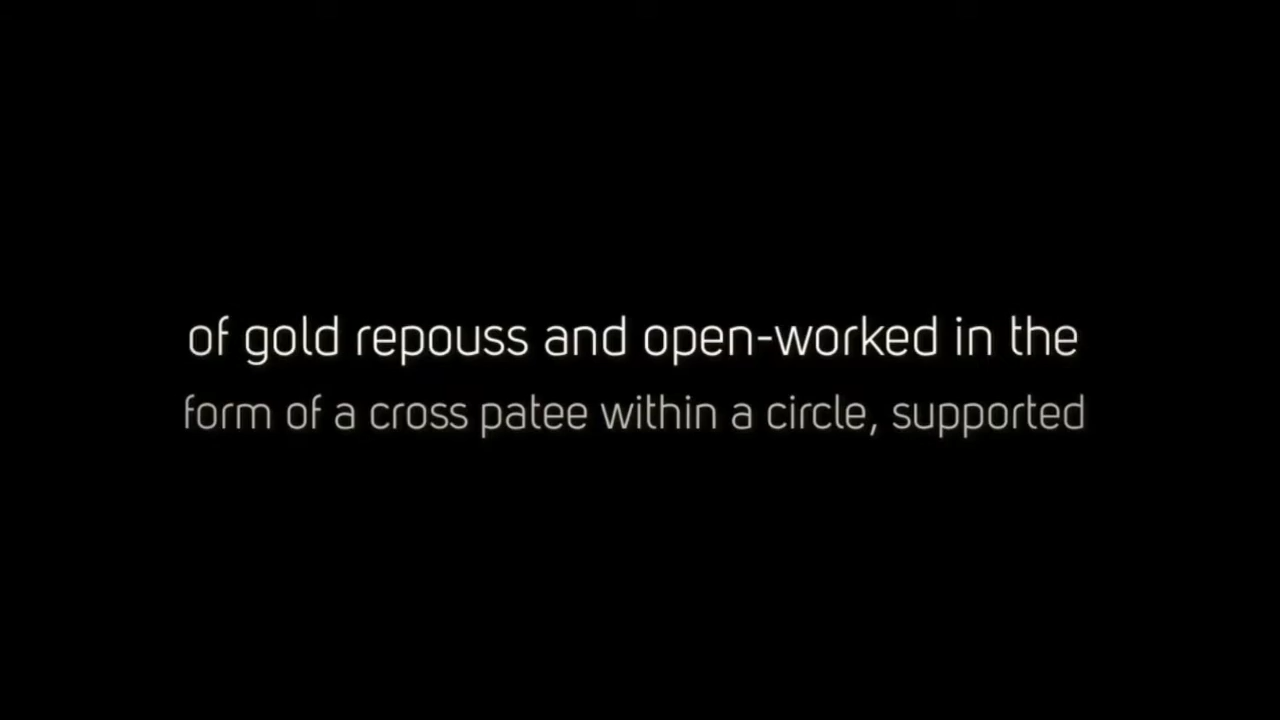 of gold repouss and open-worked in the
form of a cross patee within a circle, supported